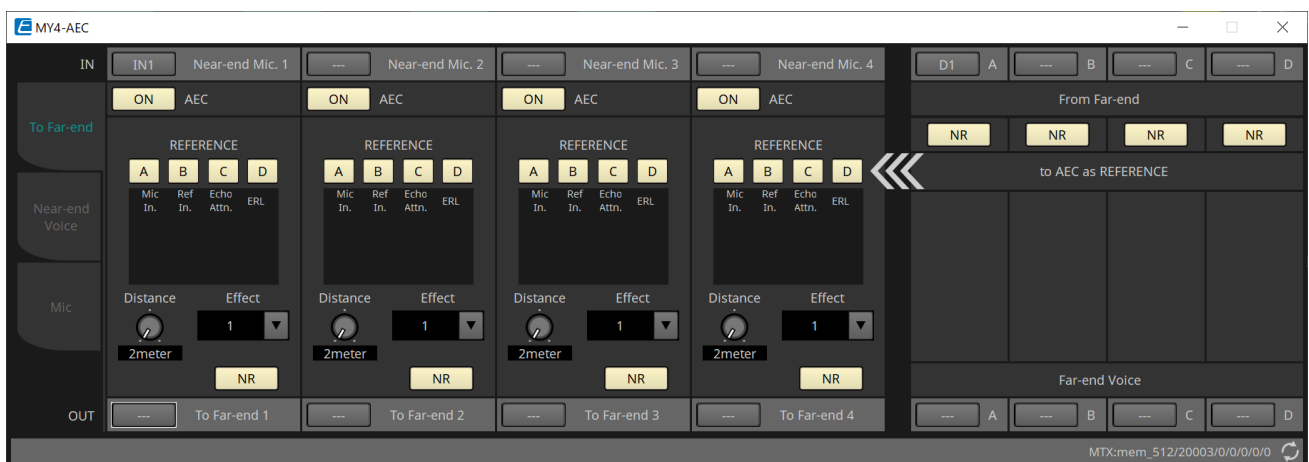 MY4-AEC
IN IN1 Near-end Mic. 1 --- Near-end Mic. 2 --- Near-end Mic. 3 --- Near-end Mic. 4 D1 A --- B --- C --- D
ON AEC ON AEC ON AEC ON AEC From Far-end
To Far-end
NR NR NR NR
REFERENCE REFERENCE REFERENCE REFERENCE
A B C D A B C D A B C D A B C D to AEC as REFERENCE
Mic Ref Echo Mic Ref Echo Mic Ref Echo Mic Ref Echo
In. In. Attn. ERL In. In. Attn. ERL In. In. Attn. ERL In. In. Attn. ERL
Near-end
Voice
Mic
Distance Effect Distance Effect Distance Effect Distance Effect
1 1 1 1
2meter 2meter 2meter 2meter
NR NR NR NR Far-end Voice
OUT --- To Far-end 1 --- To Far-end 2 --- To Far-end 3 --- To Far-end 4 --- A --- B --- C --- D
MTX:mem_512/20003/0/0/0/0/0